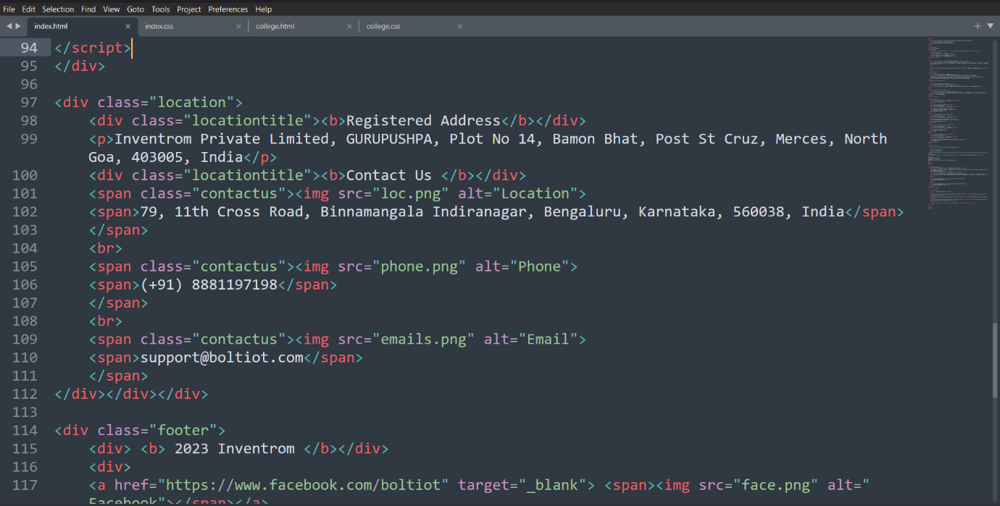 File Edit Selection Find View Goto Tools Project Preferences Help
index.html × index.css × college.html × college.css × + ▼
94 </script>
95 </div>
96
97 <div class="location">
98 <div class="locationtitle"><b>Registered Address</b></div>
99 <p>Inventrom Private Limited, GURUPUSHPA, Plot No 14, Bamon Bhat, Post St Cruz, Merces, North
Goa, 403005, India</p>
100 <div class="locationtitle"><b>Contact Us </b></div>
101 <span class="contactus"><img src="loc.png" alt="Location">
102 <span>79, 11th Cross Road, Binnamangala Indiranagar, Bengaluru, Karnataka, 560038, India</span>
103 </span>
104 <br>
105 <span class="contactus"><img src="phone.png" alt="Phone">
106 <span>(+91) 8881197198</span>
107 </span>
108 <br>
109 <span class="contactus"><img src="emails.png" alt="Email">
110 <span>support@boltiot.com</span>
111 </span>
112 </div></div></div>
113
114 <div class="footer">
115 <div> <b> 2023 Inventrom </b></div>
116 <div>
117 <a href="https://www.facebook.com/boltiot" target="_blank"> <span><img src="face.png" alt="
Facebook"></span></a>